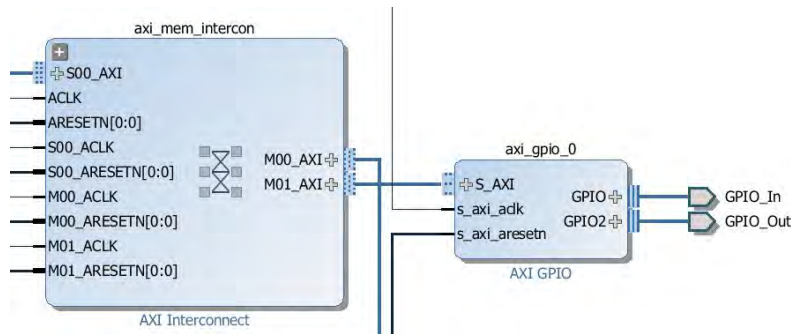 axi_mem_intercon
S00_AXI
ACLK
ARESETN[0:0]
S00_ACLK
S00_ARESETN[0:0]
M00_ACLK
M00_ARESETN[0:0]
M01_ACLK
M01_ARESETN[0:0]
M00_AXI
M01_AXI
AXI Interconnect
axi_gpio_0
S_AXI
s_axi_aclk
s_axi_aresetn
GPIO
GPIO2
AXI GPIO
GPIO_In
GPIO_Out